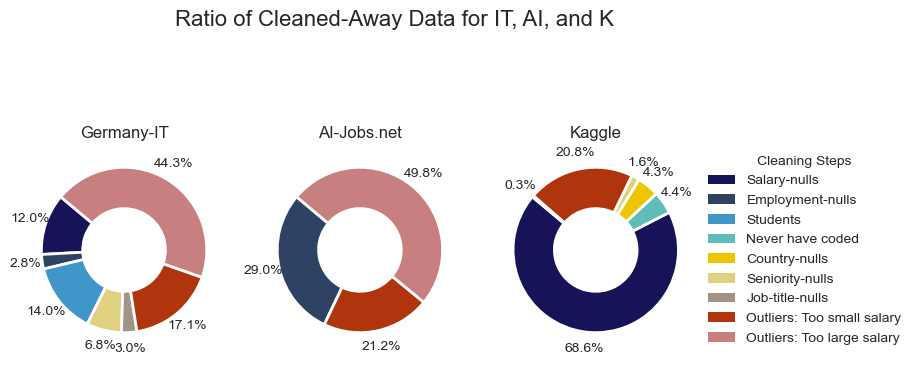 Ratio of Cleaned-Away Data for IT, AI, and K
Germany-IT
44.3%
12.0%
2.8%
14.0%
6.8%
3.0%
17.1%
AI-Jobs.net
49.8%
29.0%
21.2%
Kaggle
20.8%
1.6%
4.3%
4.4%
0.3%
68.6%
Cleaning Steps
Salary-nulls
Employment-nulls
Students
Never have coded
Country-nulls
Seniority-nulls
Job-title-nulls
Outliers: Too small salary
Outliers: Too large salary